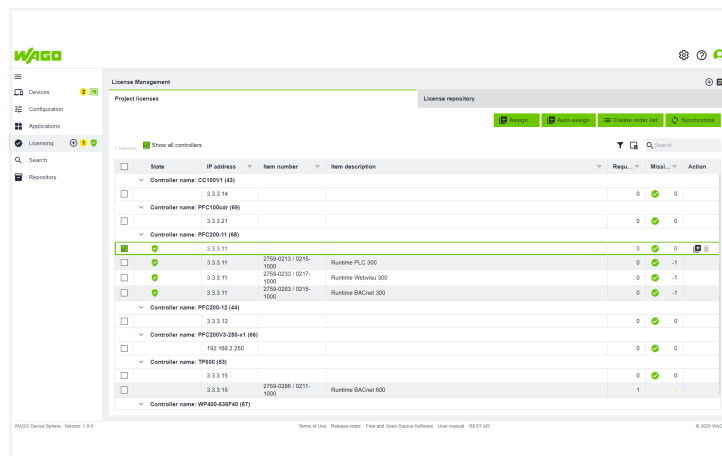 WAGO
Devices 2
Configuration
Applications
Licensing 1
Search
Repository
License Management
Project licenses License repository
Assign Auto-assign Create order list Synchronize
1 selected Show all controllers Search...
State IP address Item number Item description Requ... Missi... Action
Controller name: CC100V1 (43)
3.3.3.14 0 0
Controller name: PFC100cdr (69)
3.3.3.21 0 0
Controller name: PFC200-11 (68)
3.3.3.11 0 0
3.3.3.11 2759-0213 / 0215-1000 Runtime PLC 300 0 -1
3.3.3.11 2759-0233 / 0217-1000 Runtime Webvisu 300 0 -1
3.3.3.11 2759-0283 / 0215-1000 Runtime BACnet 300 0 -1
Controller name: PFC200-12 (44)
3.3.3.12 0 0
Controller name: PFC200V3-250-x1 (66)
192.168.2.250 0 0
Controller name: TP600 (53)
3.3.3.15 0 0
3.3.3.15 2759-0286 / 0211-1000 Runtime BACnet 600 1
Controller name: WP400-636F40 (67)
WAGO Device Sphere Version: 1.9.0 Terms of Use Release notes Free and Open-Source-Software User manual REST API © 2025 WAG